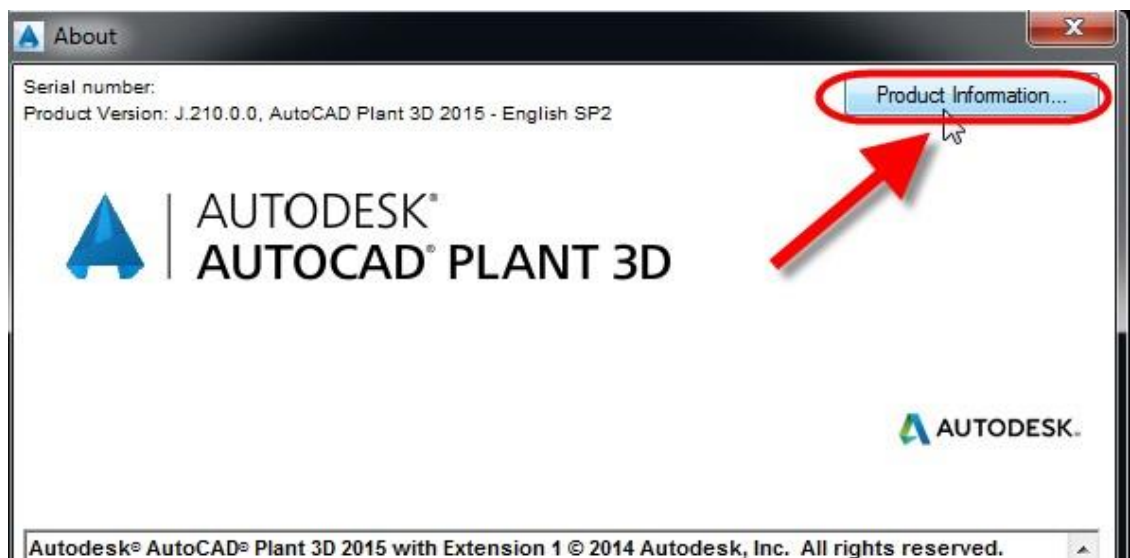 About
Serial number:
Product Information...
Product Version: J.210.0.0, AutoCAD Plant 3D 2015 - English SP2
AUTODESK®
AUTOCAD® PLANT 3D
AUTODESK.
Autodesk® AutoCAD® Plant 3D 2015 with Extension 1 © 2014 Autodesk, Inc. All rights reserved.